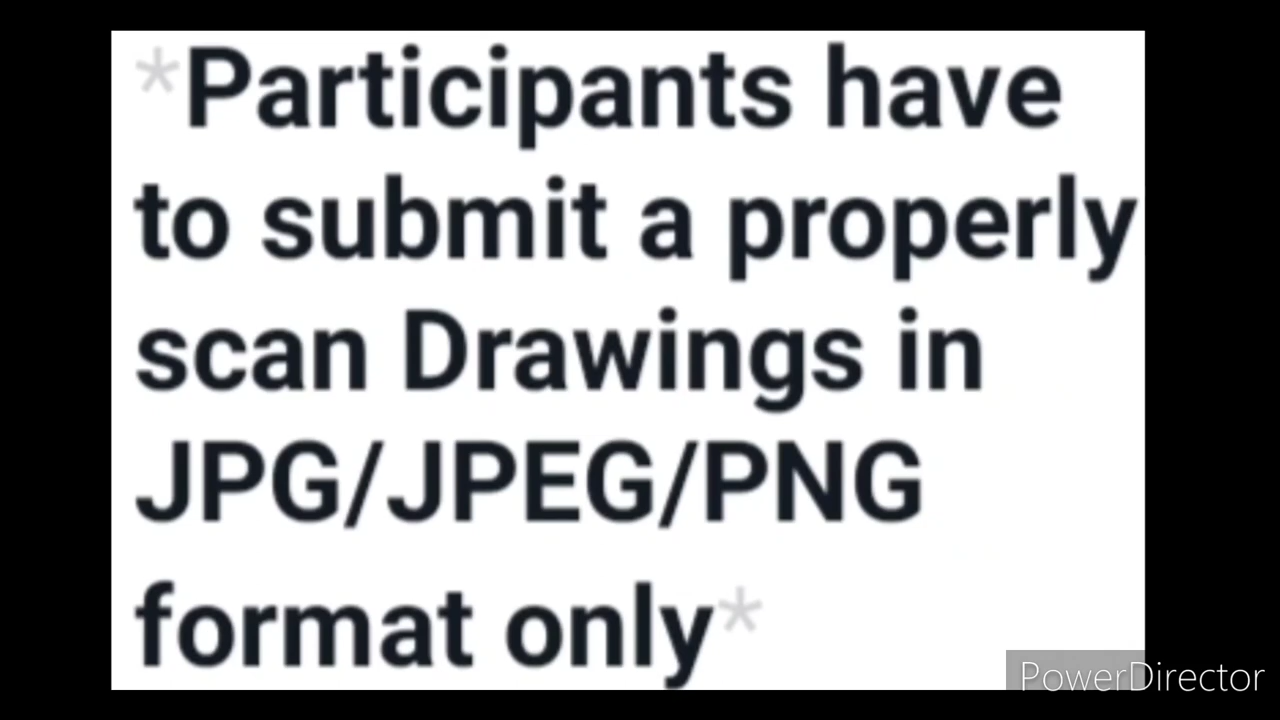 *Participants have
to submit a properly
scan Drawings in
JPG/JPEG/PNG
format only*
PowerDirector